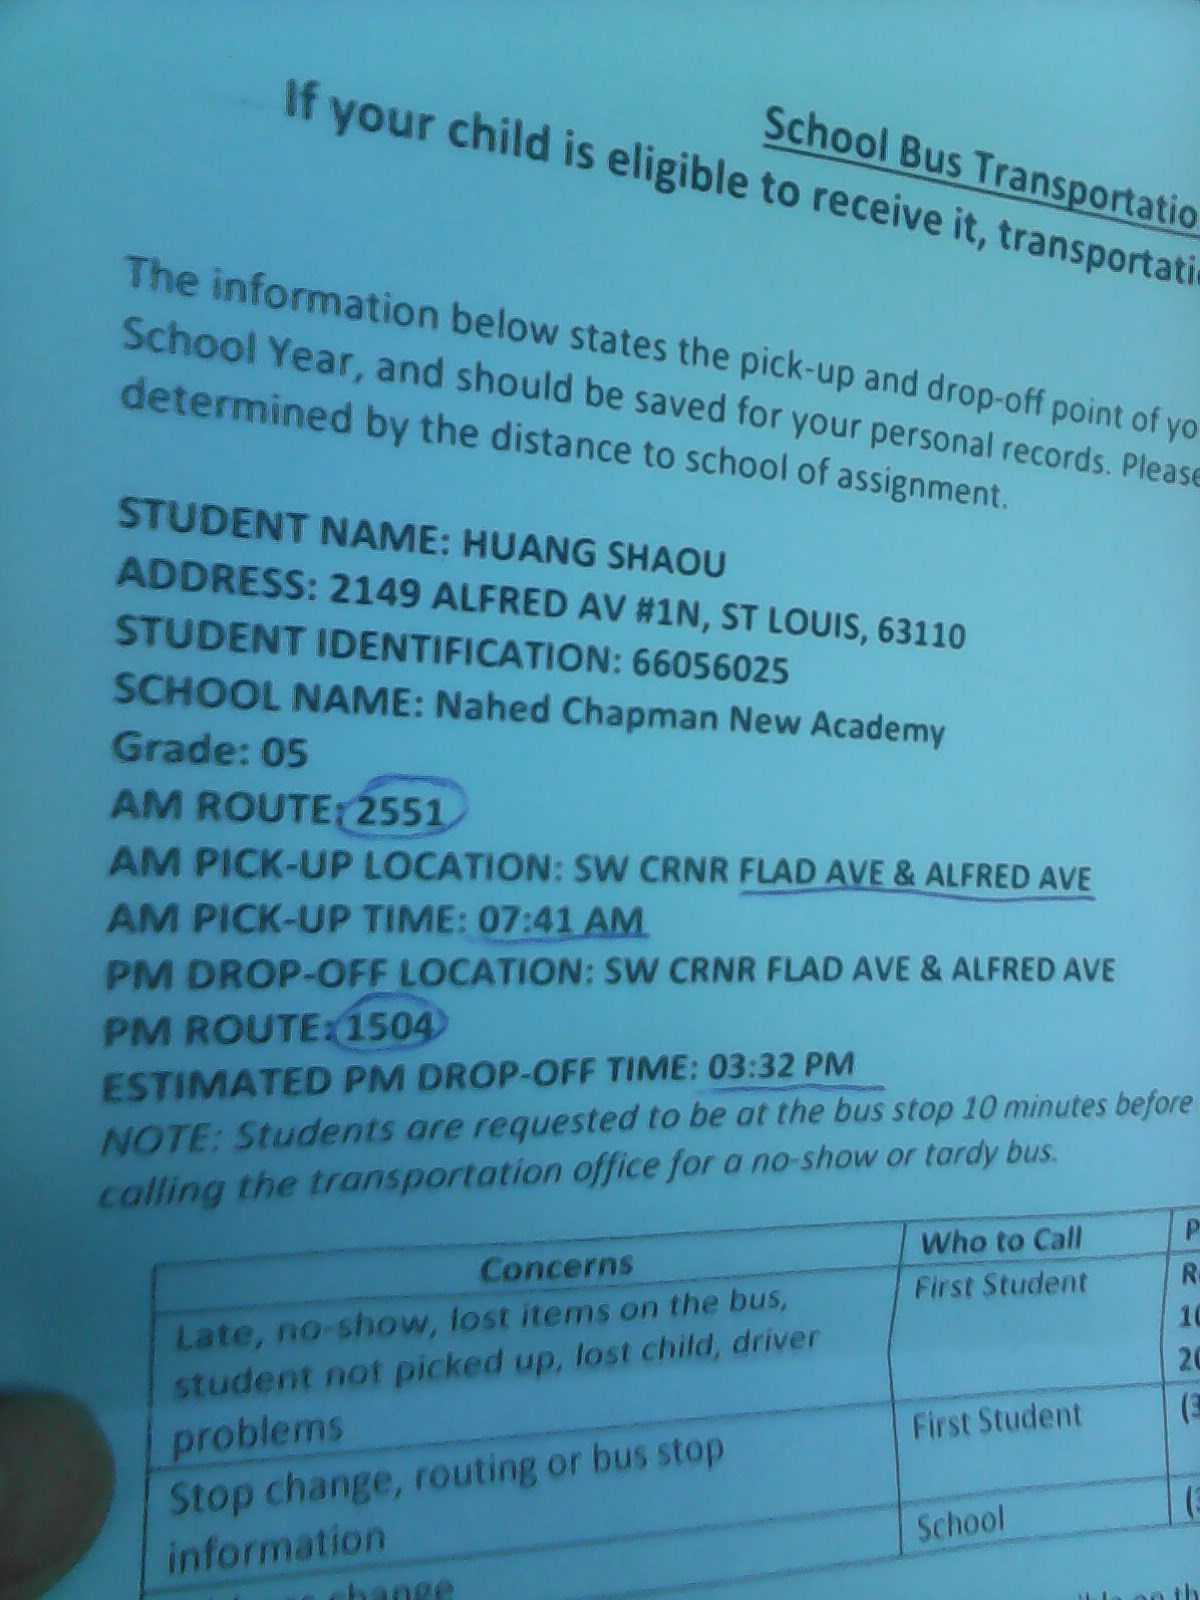 School Bus Transportatio
If your child is eligible to receive it, transportati
The information below states the pick-up and drop-off point of yo
School Year, and should be saved for your personal records. Please
determined by the distance to school of assignment.
STUDENT NAME: HUANG SHAOU
ADDRESS: 2149 ALFRED AV #1N, ST LOUIS, 63110
STUDENT IDENTIFICATION: 66056025
SCHOOL NAME: Nahed Chapman New Academy
Grade: 05
AM ROUTE: 2551
AM PICK-UP LOCATION: SW CRNR FLAD AVE & ALFRED AVE
AM PICK-UP TIME: 07:41 AM
PM DROP-OFF LOCATION: SW CRNR FLAD AVE & ALFRED AVE
PM ROUTE: 1504
ESTIMATED PM DROP-OFF TIME: 03:32 PM
NOTE: Students are requested to be at the bus stop 10 minutes before
calling the transportation office for a no-show or tardy bus.
Concerns Who to Call P
Late, no-show, lost items on the bus, First Student R
student not picked up, lost child, driver 10
problems 20
Stop change, routing or bus stop First Student (3
information School
change